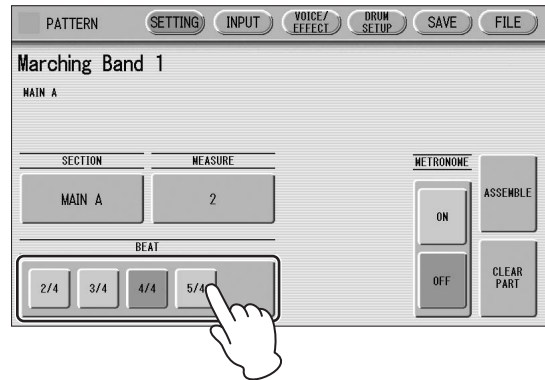 PATTERN SETTING INPUT VOICE/ EFFECT DRUM SETUP SAVE FILE
Marching Band 1
MAIN A
SECTION MEASURE METRONOME
MAIN A 2 ON ASSEMBLE
BEAT
2/4 3/4 4/4 5/4 OFF CLEAR PART